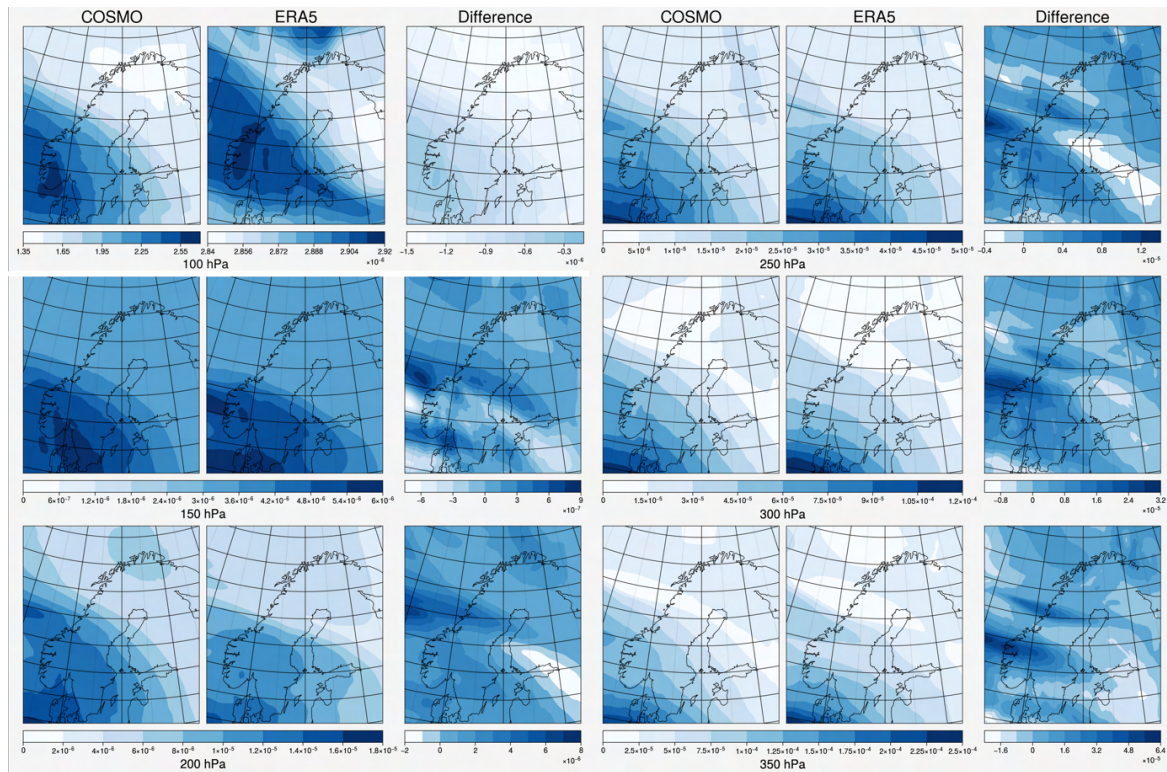 COSMO ERA5 Difference COSMO ERA5 Difference
1.35 1.65 1.95 2.25 2.55 2.84 2.856 2.872 2.888 2.904 2.92 -1.5 -1.2 -0.9 -0.6 -0.3 0 5×10⁻⁶ 1×10⁻⁵ 1.5×10⁻⁵ 2×10⁻⁵ 2.5×10⁻⁵ 3×10⁻⁵ 3.5×10⁻⁵ 4×10⁻⁵ 4.5×10⁻⁵ 5×10⁻⁵ -0.4 0 0.4 0.8 1.2
×10⁻⁶ ×10⁻⁶ ×10⁻⁵
100 hPa 250 hPa
0 6×10⁻⁷ 1.2×10⁻⁶ 1.8×10⁻⁶ 2.4×10⁻⁶ 3×10⁻⁶ 3.6×10⁻⁶ 4.2×10⁻⁶ 4.8×10⁻⁶ 5.4×10⁻⁶ 6×10⁻⁶ -6 -3 0 3 6 9 0 1.5×10⁻⁵ 3×10⁻⁵ 4.5×10⁻⁵ 6×10⁻⁵ 7.5×10⁻⁵ 9×10⁻⁵ 1.05×10⁻⁴ 1.2×10⁻⁴ -0.8 0 0.8 1.6 2.4 3.2
×10⁻⁷ ×10⁻⁵
150 hPa 300 hPa
0 2×10⁻⁶ 4×10⁻⁶ 6×10⁻⁶ 8×10⁻⁶ 1×10⁻⁵ 1.2×10⁻⁵ 1.4×10⁻⁵ 1.6×10⁻⁵ 1.8×10⁻⁵ -2 0 2 4 6 8 0 2.5×10⁻⁵ 5×10⁻⁵ 7.5×10⁻⁵ 1×10⁻⁴ 1.25×10⁻⁴ 1.5×10⁻⁴ 1.75×10⁻⁴ 2×10⁻⁴ 2.25×10⁻⁴ 2.5×10⁻⁴ -1.6 0 1.6 3.2 4.8 6.4
×10⁻⁶ ×10⁻⁵
200 hPa 350 hPa